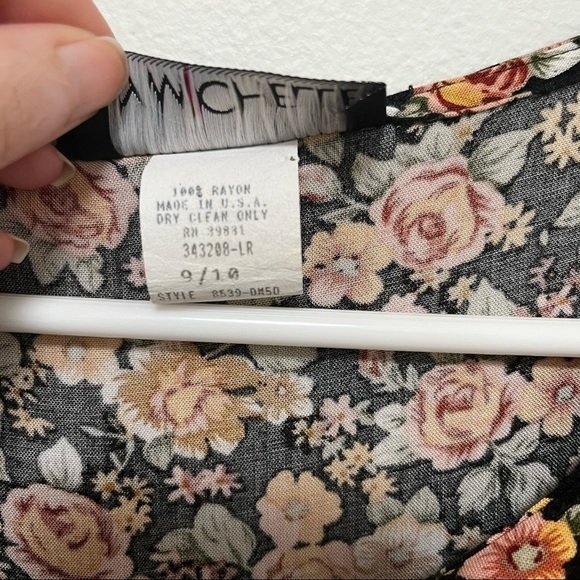 100% RAYON
MADE IN U.S.A.
DRY CLEAN ONLY
RN 39831
343208-LR
9/10
STYLE 8539-DM50